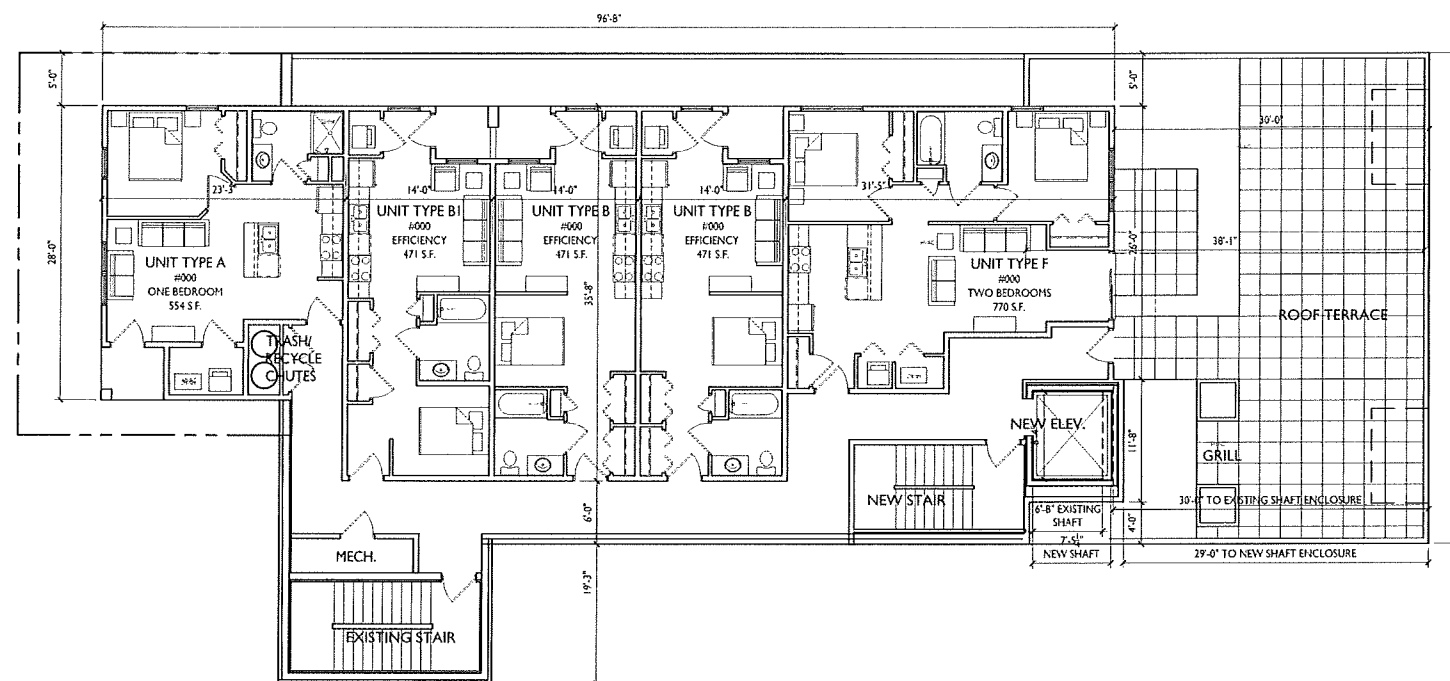 96'-8"
5'-0"
5'-0"
30'-0"
23'-3"
14'-0"
14'-0"
14'-0"
31'-5"
UNIT TYPE A
#000
ONE BEDROOM
554 S.F.
UNIT TYPE B1
#000
EFFICIENCY
471 S.F.
UNIT TYPE B
#000
EFFICIENCY
471 S.F.
UNIT TYPE B
#000
EFFICIENCY
471 S.F.
UNIT TYPE F
#000
TWO BEDROOMS
770 S.F.
28'-0"
35'-8"
26'-0"
38'-1"
ROOF TERRACE
TRASH/
RECYCLE
CHUTES
NEW ELEV.
11'-8"
GRILL
NEW STAIR
6'-0"
6'-8" EXISTING
SHAFT
30'-0" TO EXISTING SHAFT ENCLOSURE
4'-0"
NEW SHAFT
29'-0" TO NEW SHAFT ENCLOSURE
MECH.
19'-3"
EXISTING STAIR